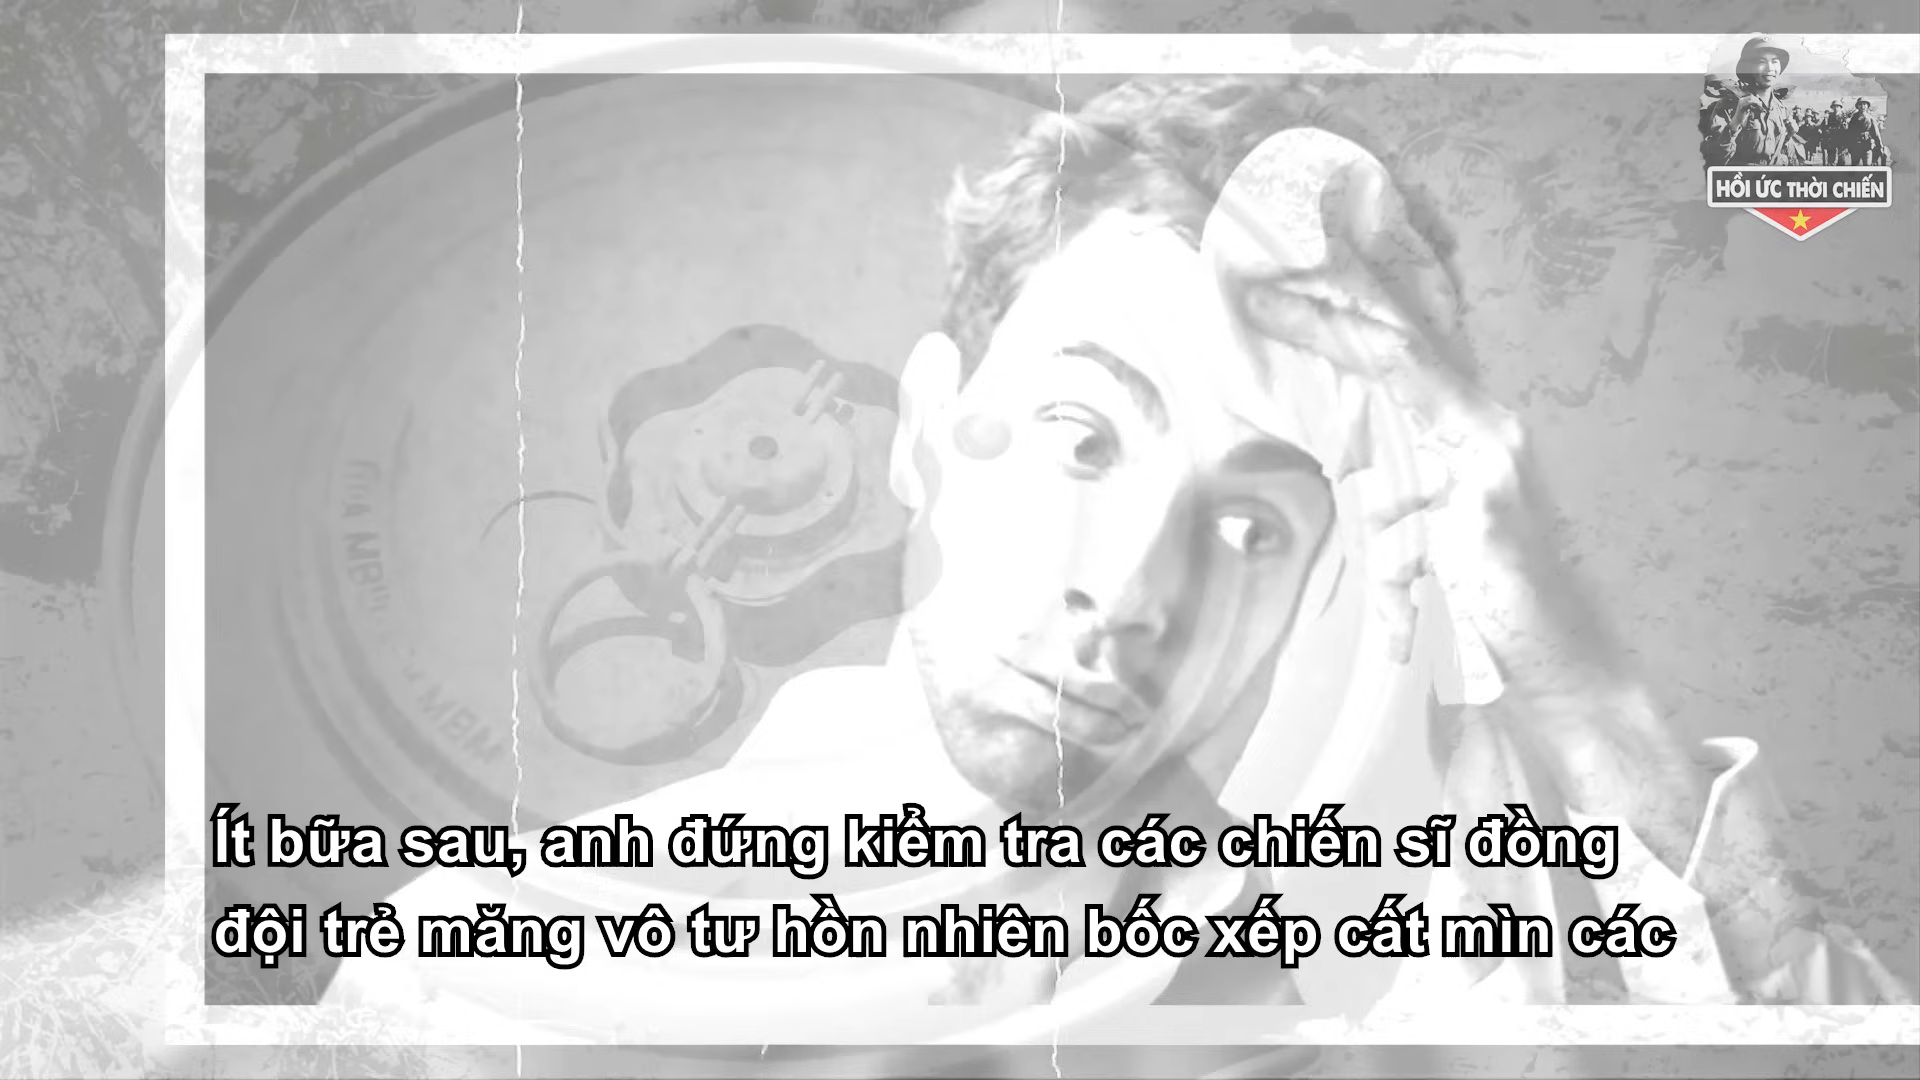 HỒI ỨC THỜI CHIẾN
Ít bữa sau, anh đứng kiểm tra các chiến sĩ đồng
đội trẻ măng vô tư hồn nhiên bốc xếp cất mìn các